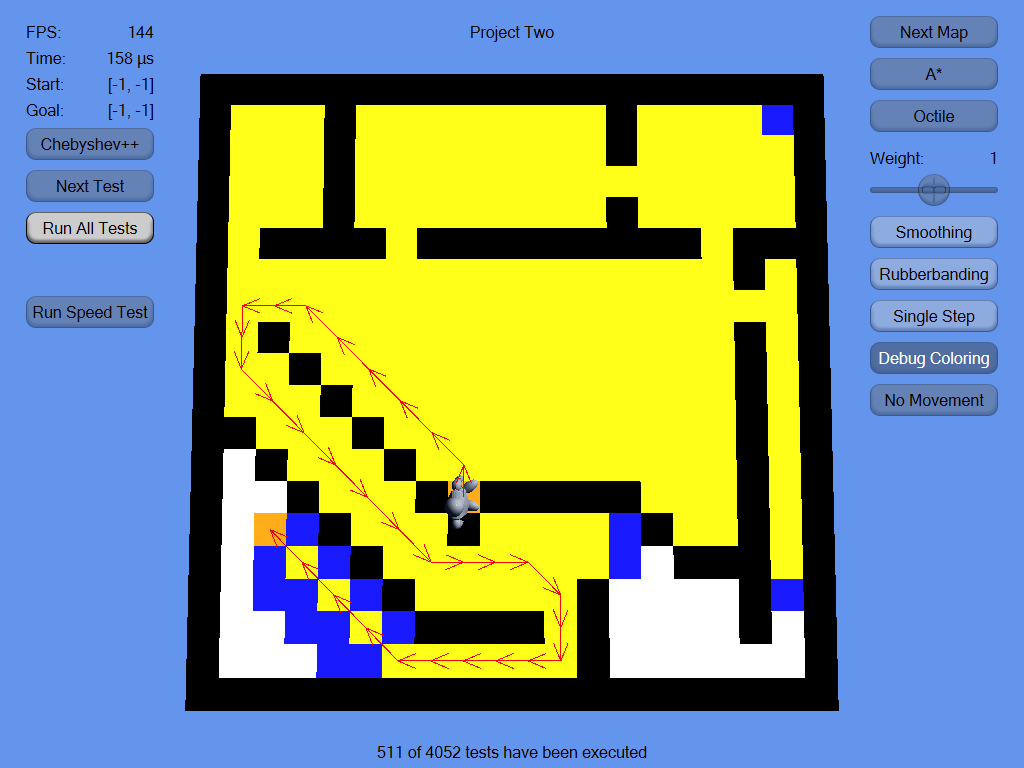 FPS: 144
Time: 158 µs
Start: [-1, -1]
Goal: [-1, -1]
Chebyshev++
Next Test
Run All Tests
Run Speed Test
Project Two
Next Map
A*
Octile
Weight: 1
Smoothing
Rubberbanding
Single Step
Debug Coloring
No Movement
511 of 4052 tests have been executed